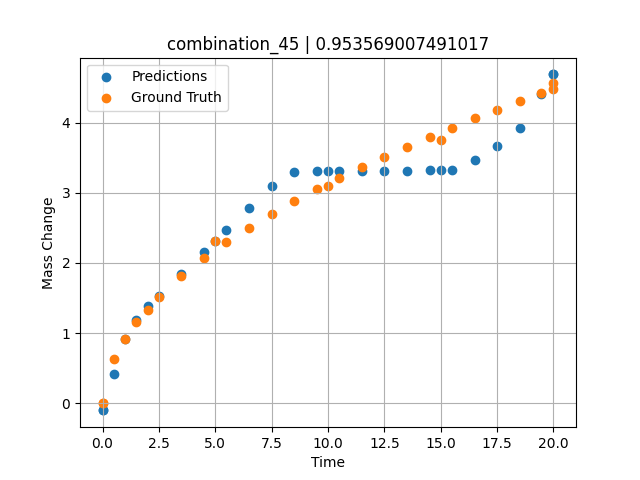 combination_45 | 0.953569007491017
Predictions
Ground Truth
Mass Change
4
3
2
1
0
0.0 2.5 5.0 7.5 10.0 12.5 15.0 17.5 20.0
Time